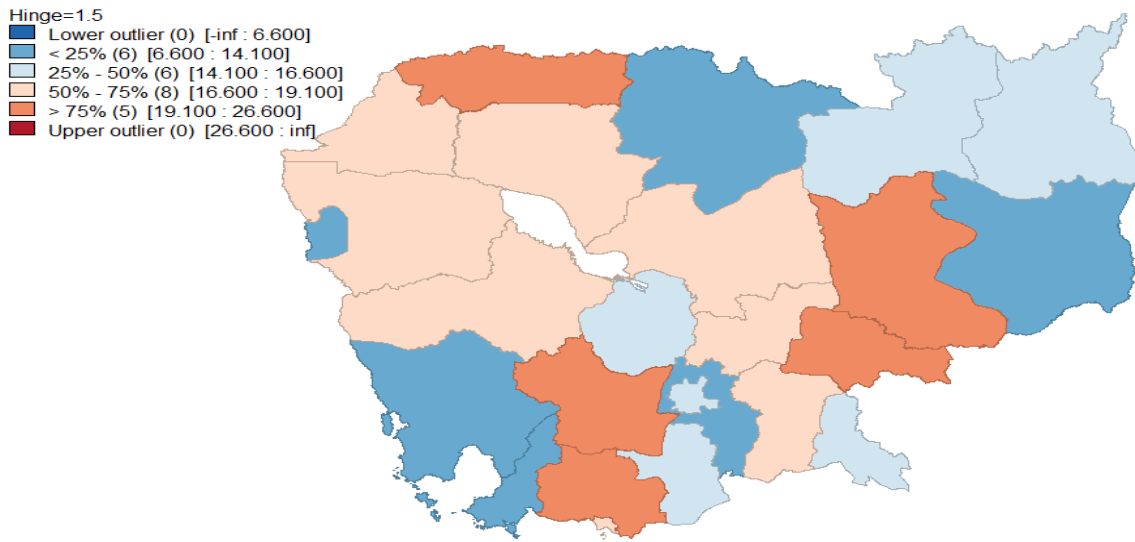 Hinge=1.5
Lower outlier (0) [-inf : 6.600]
< 25% (6) [6.600 : 14.100]
25% - 50% (6) [14.100 : 16.600]
50% - 75% (8) [16.600 : 19.100]
> 75% (5) [19.100 : 26.600]
Upper outlier (0) [26.600 : inf]